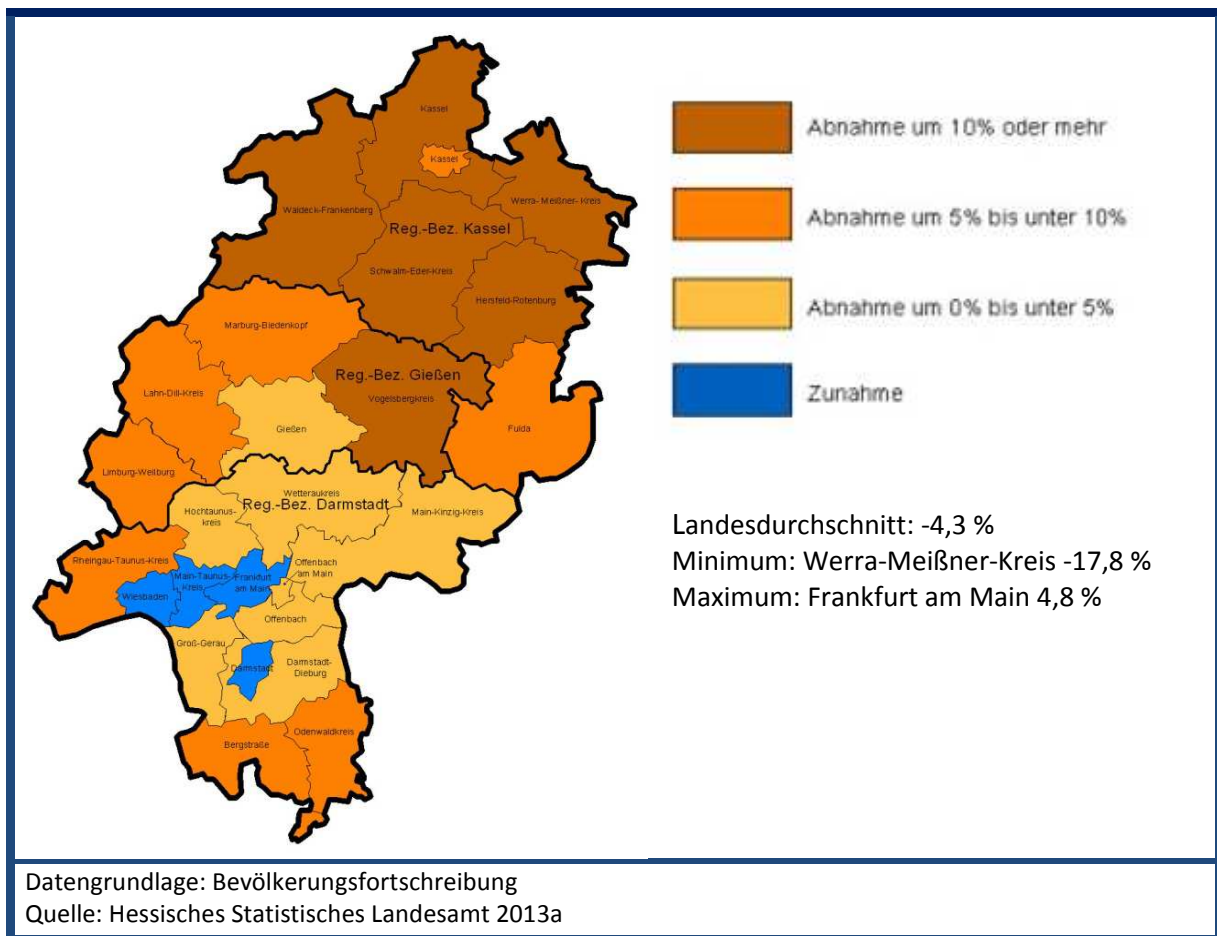 Kassel
Kassel
Waldeck-Frankenberg
Werra- Meißner- Kreis
Reg.-Bez. Kassel
Schwalm-Eder-Kreis
Hersfeld-Rotenburg
Marburg-Biedenkopf
Reg.-Bez. Gießen
Lahn-Dill-Kreis
Vogelsbergkreis
Gießen
Fulda
Limburg-Weilburg
Wetteraukreis
Reg.-Bez. Darmstadt
Hochtaunus-
kreis
Main-Kinzig-Kreis
Rheingau-Taunus-Kreis
Offenbach
am Main
Main-Taunus-
Kreis
Frankfurt
am Main
Wiesbaden
Offenbach
Groß-Gerau
Darmstadt
Darmstadt-
Dieburg
Odenwaldkreis
Bergstraße
Abnahme um 10% oder mehr
Abnahme um 5% bis unter 10%
Abnahme um 0% bis unter 5%
Zunahme
Landesdurchschnitt: -4,3 %
Minimum: Werra-Meißner-Kreis -17,8 %
Maximum: Frankfurt am Main 4,8 %
Datengrundlage: Bevölkerungsfortschreibung
Quelle: Hessisches Statistisches Landesamt 2013a